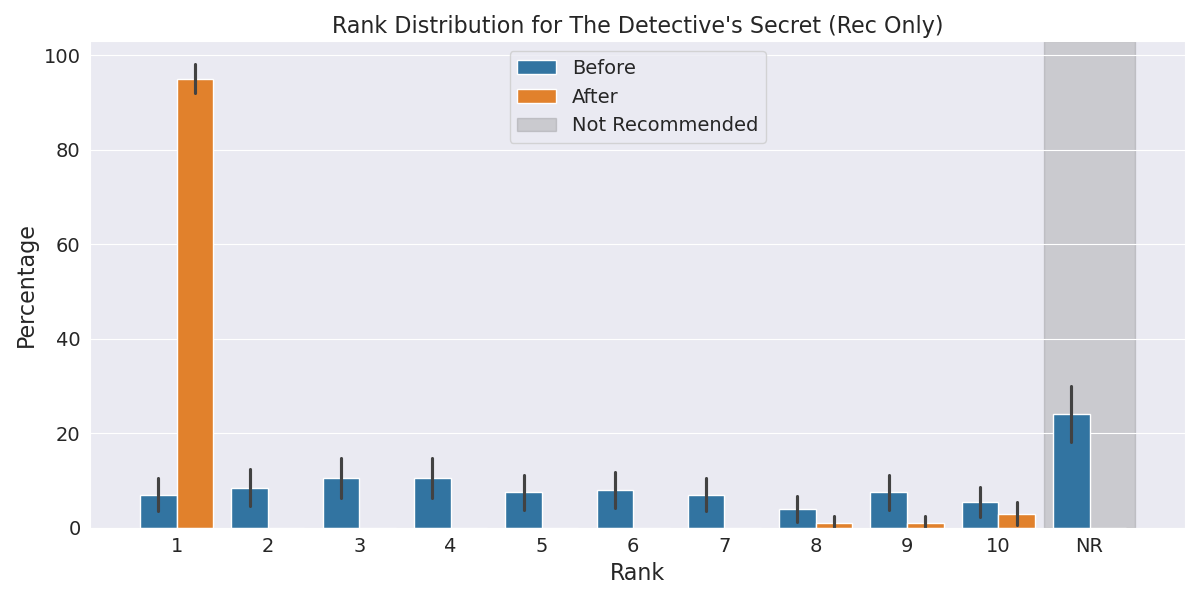 Rank Distribution for The Detective's Secret (Rec Only)
Before
After
Not Recommended
Percentage
100
80
60
40
20
0
1 2 3 4 5 6 7 8 9 10 NR
Rank